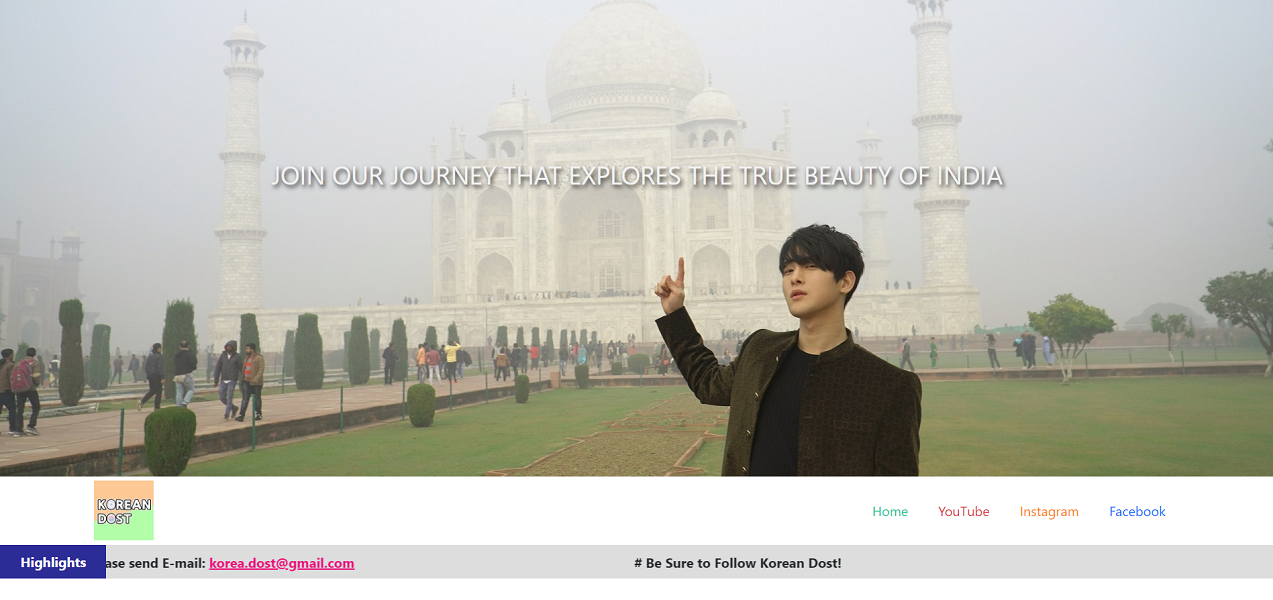 JOIN OUR JOURNEY THAT EXPLORES THE TRUE BEAUTY OF INDIA
KOREAN
DOST
Home YouTube Instagram Facebook
Highlights send E-mail: korea.dost@gmail.com # Be Sure to Follow Korean Dost!